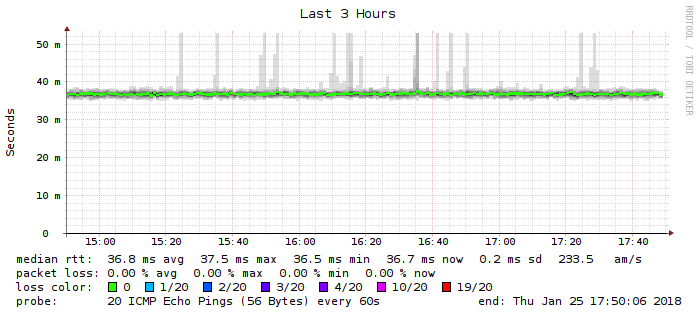 Last 3 Hours
RRDTOOL / TOBI OETIKER
Seconds
50 m
40 m
30 m
20 m
10 m
0
15:00 15:20 15:40 16:00 16:20 16:40 17:00 17:20 17:40
median rtt: 36.8 ms avg 37.5 ms max 36.5 ms min 36.7 ms now 0.2 ms sd 233.5 am/s
packet loss: 0.00 % avg 0.00 % max 0.00 % min 0.00 % now
loss color: 0 1/20 2/20 3/20 4/20 10/20 19/20
probe: 20 ICMP Echo Pings (56 Bytes) every 60s end: Thu Jan 25 17:50:06 2018